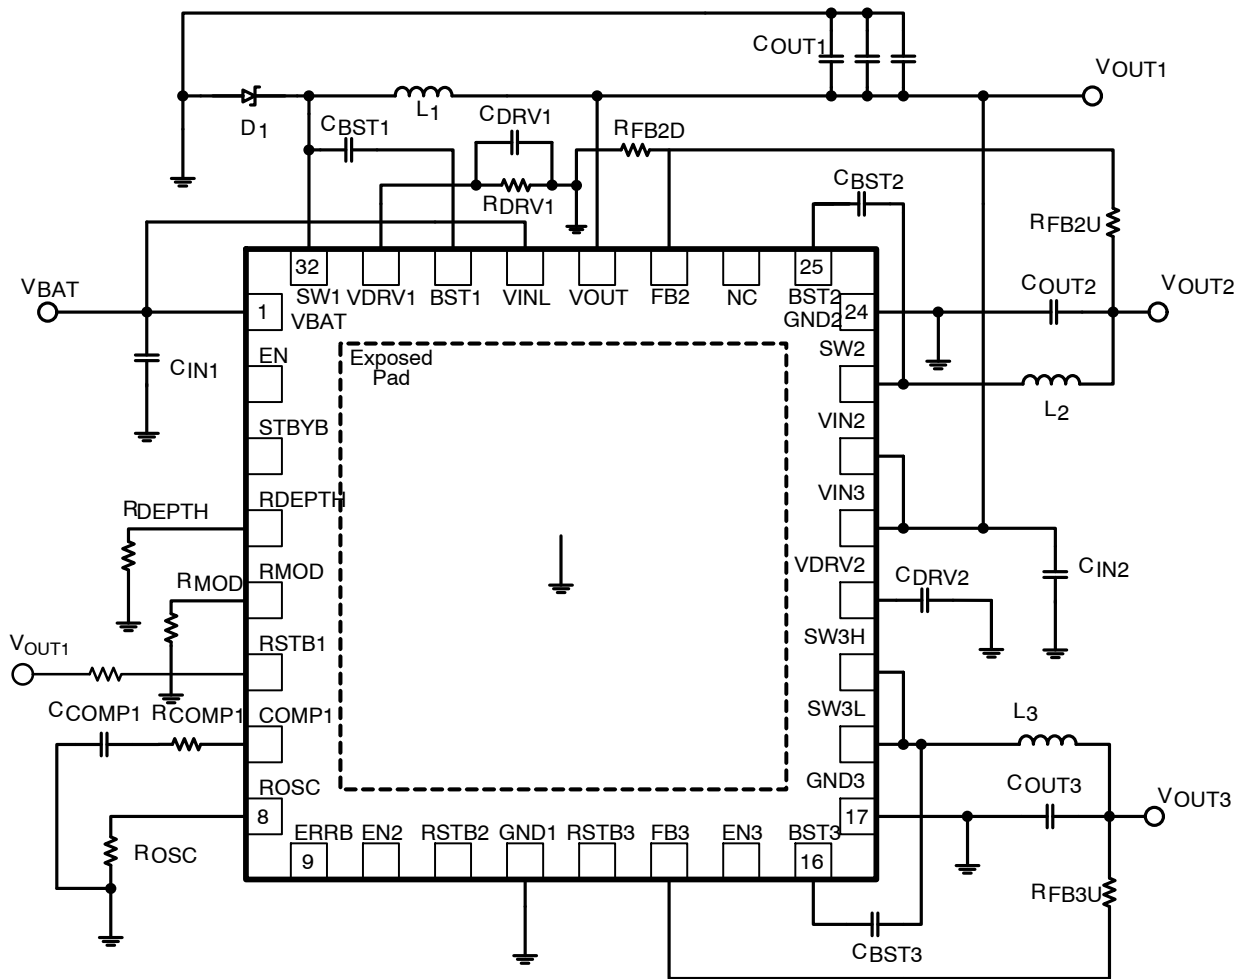 COUT1
VOUT1
D1
L1
CBST1
CDRV1
RDRV1
RFB2D
CBST2
RFB2U
VBAT
CIN1
COUT2
VOUT2
L2
32
25
SW1
VDRV1
BST1
VINL
VOUT
FB2
NC
BST2
1
VBAT
GND2
24
EN
SW2
STBYB
VIN2
RDEPTH
RDEPTH
VIN3
RMOD
RMOD
VDRV2
CDRV2
CIN2
VOUT1
RSTB1
SW3H
CCOMP1
RCOMP1
COMP1
SW3L
L3
ROSC
GND3
8
17
COUT3
VOUT3
ROSC
Exposed
Pad
ERRB
EN2
RSTB2
GND1
RSTB3
FB3
EN3
BST3
9
16
RFB3U
CBST3